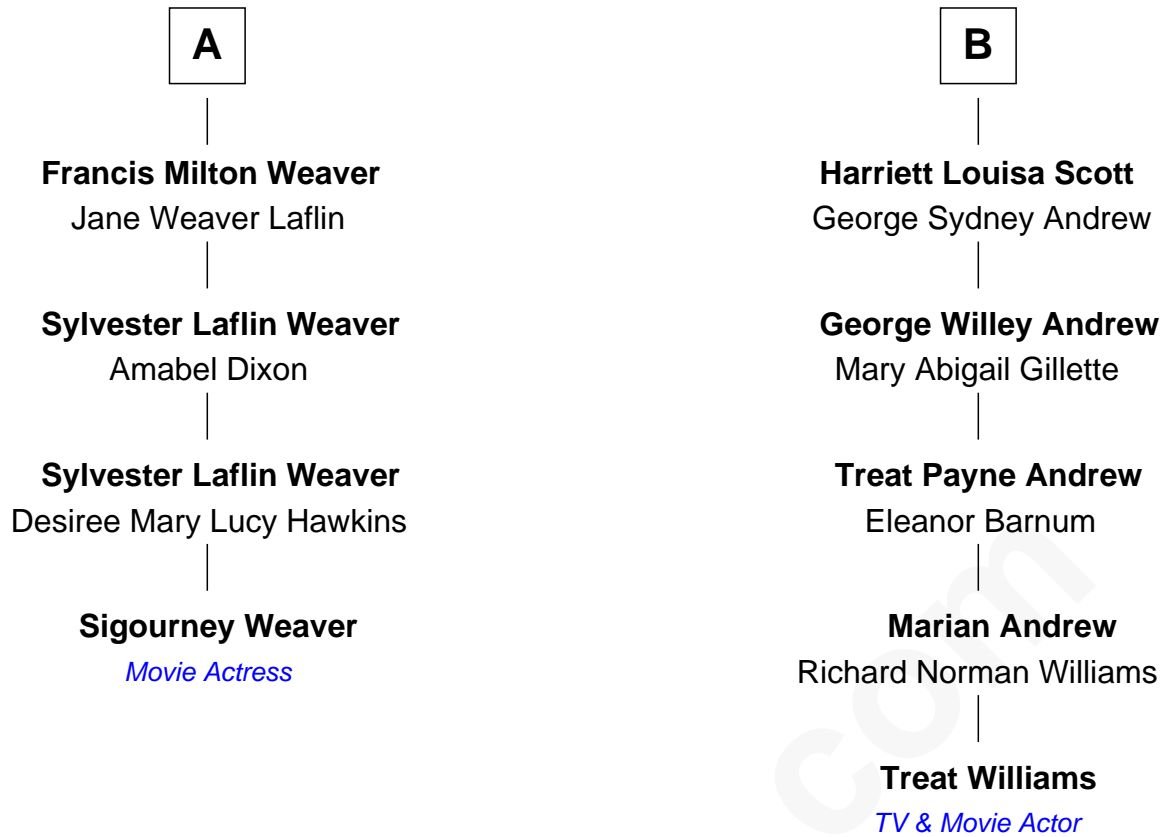 A
Francis Milton Weaver
Jane Weaver Laflin
Sylvester Laflin Weaver
Amabel Dixon
Sylvester Laflin Weaver
Desiree Mary Lucy Hawkins
Sigourney Weaver
Movie Actress
B
Harriett Louisa Scott
George Sydney Andrew
George Willey Andrew
Mary Abigail Gillette
Treat Payne Andrew
Eleanor Barnum
Marian Andrew
Richard Norman Williams
Treat Williams
TV & Movie Actor
com